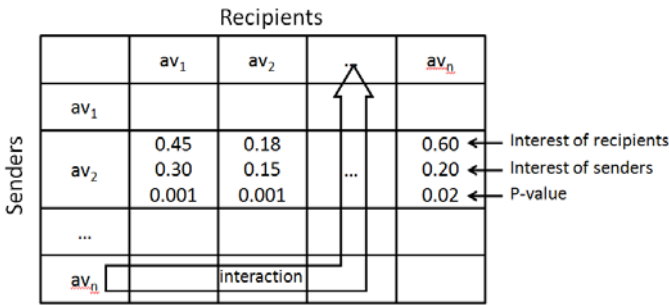 Recipients
av₁ av₂ ... avₙ
av₁
Senders
av₂
0.45 0.18 0.60 Interest of recipients
0.30 0.15 ... 0.20 Interest of senders
0.001 0.001 0.02 P-value
...
avₙ interaction